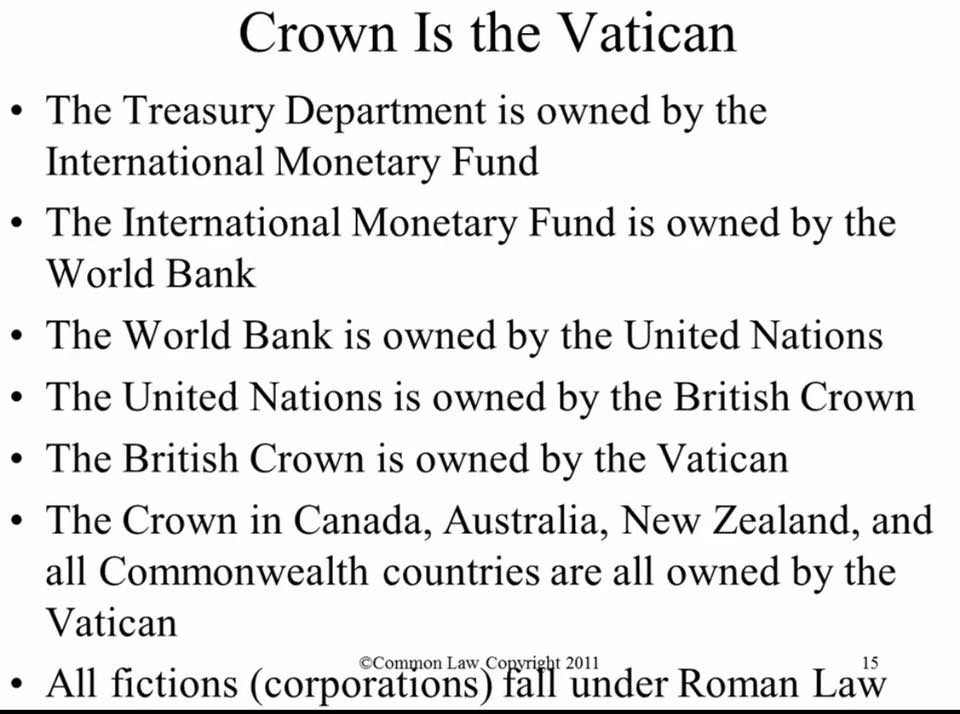 Crown Is the Vatican
• The Treasury Department is owned by the
International Monetary Fund
• The International Monetary Fund is owned by the
World Bank
• The World Bank is owned by the United Nations
• The United Nations is owned by the British Crown
• The British Crown is owned by the Vatican
• The Crown in Canada, Australia, New Zealand, and
all Commonwealth countries are all owned by the
Vatican
©Common Law Copyright 2011 15
• All fictions (corporations) fall under Roman Law